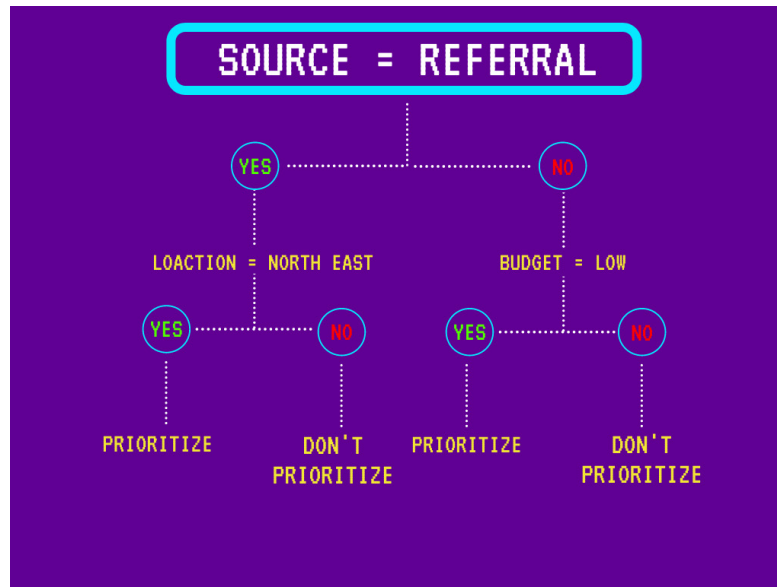 SOURCE = REFERRAL
YES
NO
LOACTION = NORTH EAST
BUDGET = LOW
YES
NO
YES
NO
PRIORITIZE
DON'T
PRIORITIZE
PRIORITIZE
DON'T
PRIORITIZE